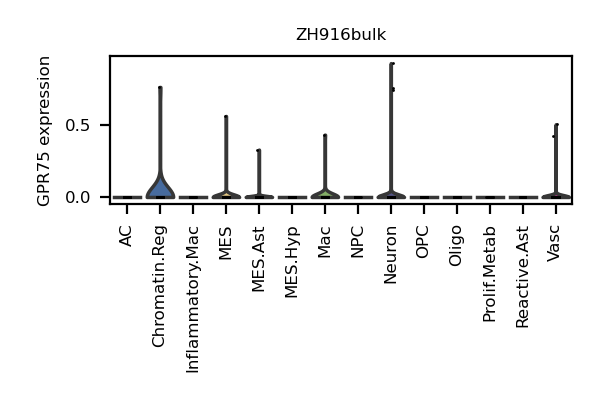 ZH916bulk
GPR75 expression
0.5
0.0
AC
Chromatin.Reg
Inflammatory.Mac
MES
MES.Ast
MES.Hyp
Mac
NPC
Neuron
OPC
Oligo
Prolif.Metab
Reactive.Ast
Vasc